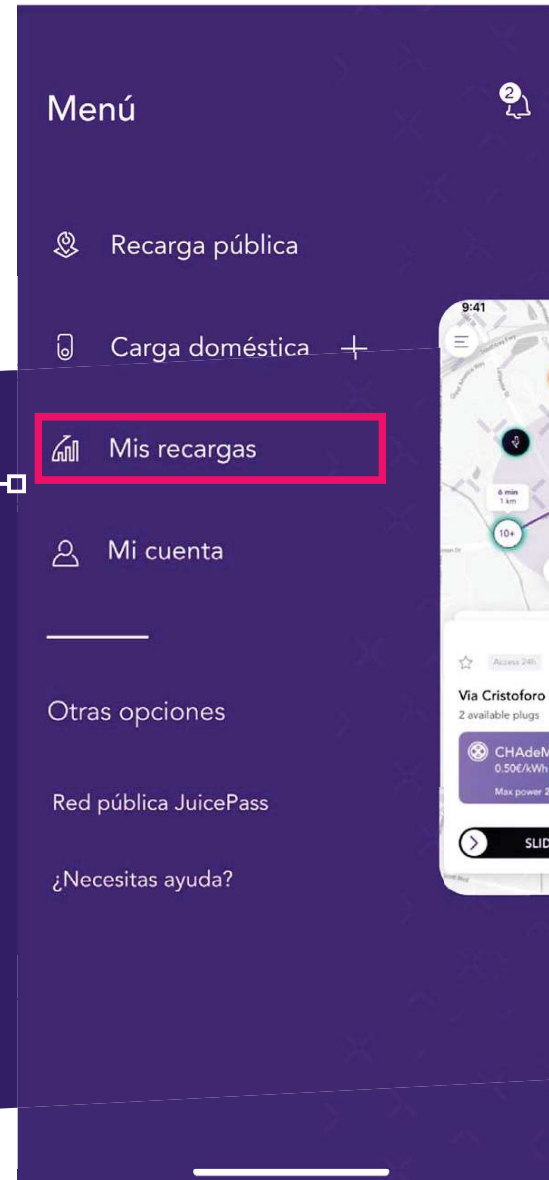 Menú
2
Recarga pública
Carga doméstica
Mis recargas
Mi cuenta
Otras opciones
Red pública JuicePass
¿Necesitas ayuda?
9:41
6 min
1 km
10+
Access 24h
Via Cristoforo
2 available plugs
CHAdeM
0.50€/kWh
Max power 2
SLID